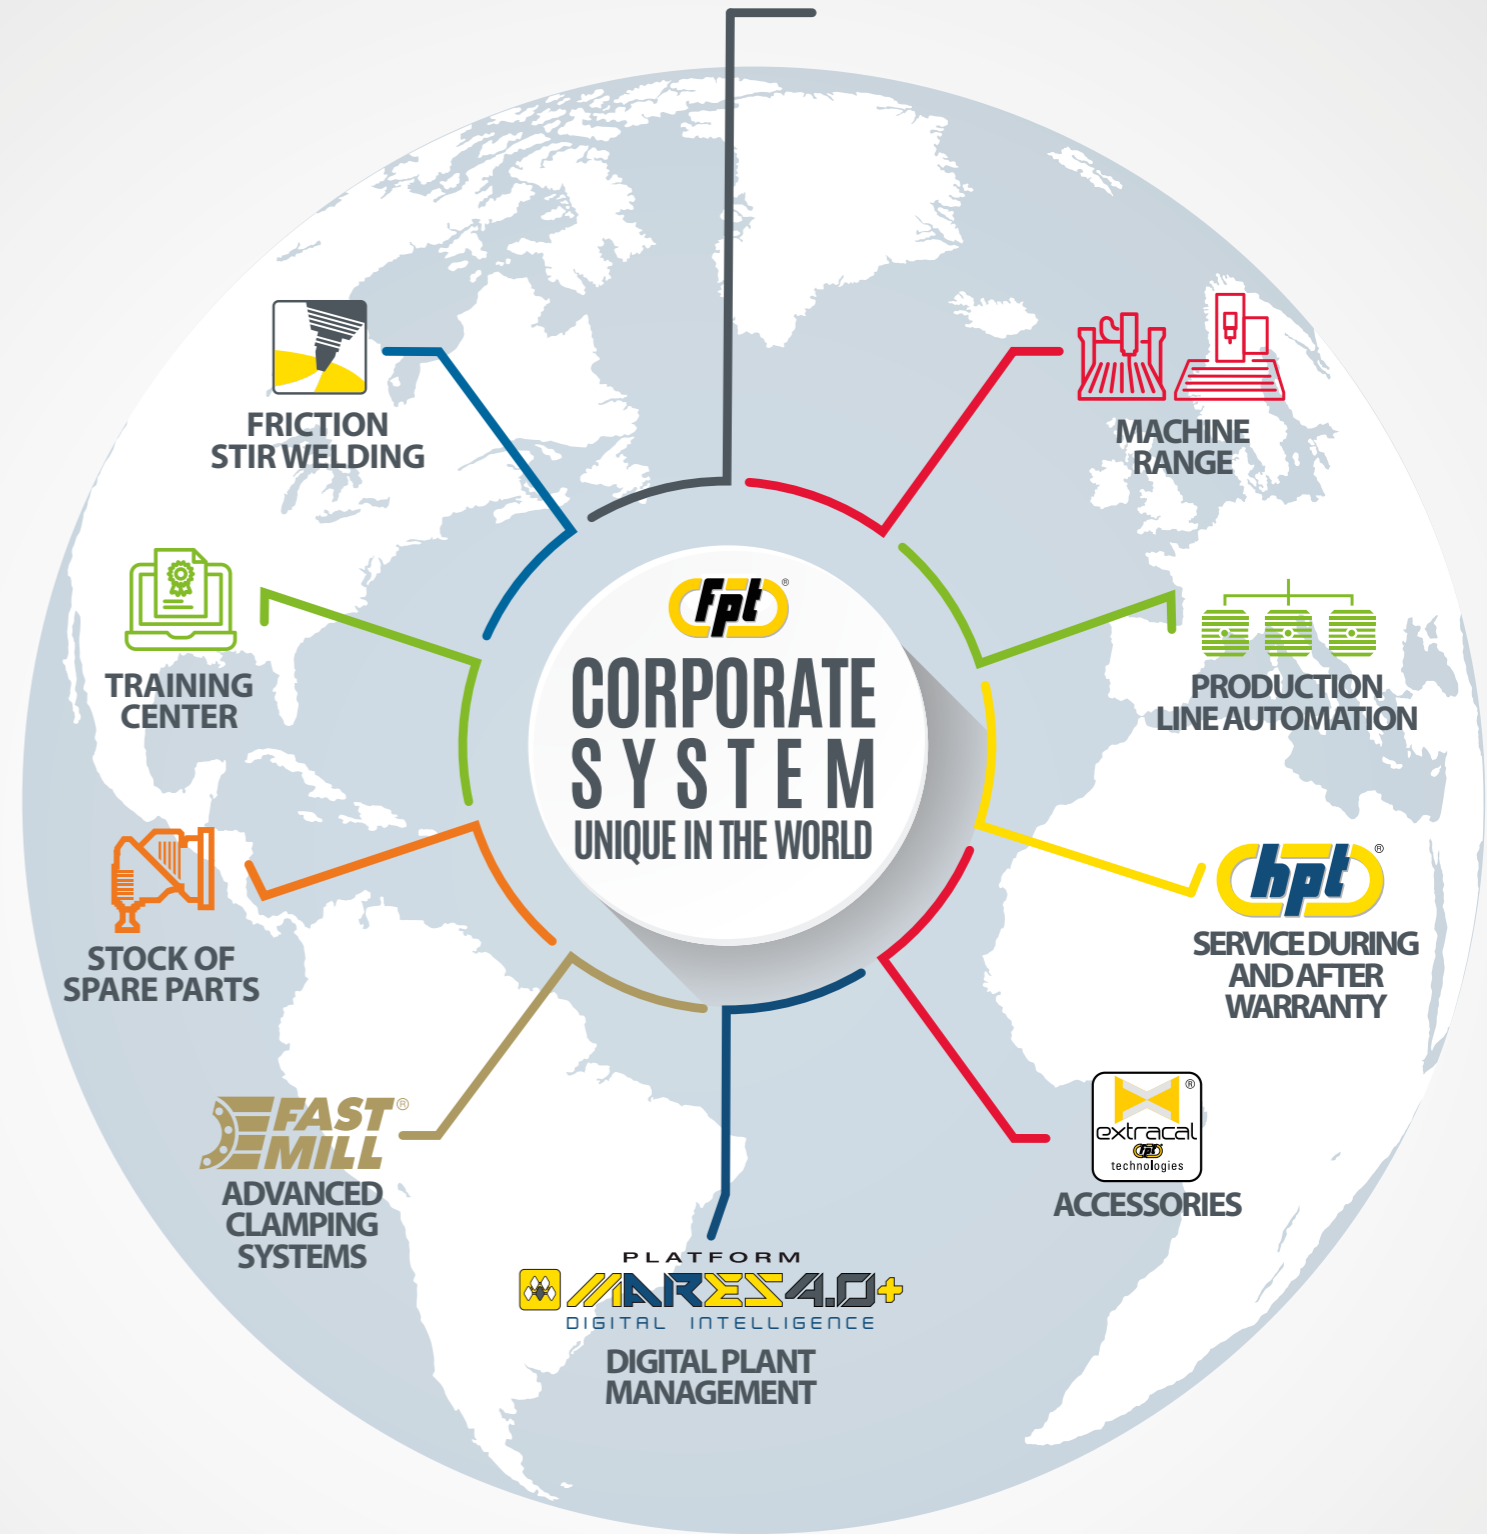 fpt®
CORPORATE
SYSTEM
UNIQUE IN THE WORLD
MACHINE
RANGE
PRODUCTION
LINE AUTOMATION
hpt®
SERVICE DURING
AND AFTER
WARRANTY
®
extracal
fpt
technologies
ACCESSORIES
PLATFORM
MARES4.0+
DIGITAL INTELLIGENCE
DIGITAL PLANT
MANAGEMENT
FAST®
MILL
ADVANCED
CLAMPING
SYSTEMS
STOCK OF
SPARE PARTS
TRAINING
CENTER
FRICTION
STIR WELDING